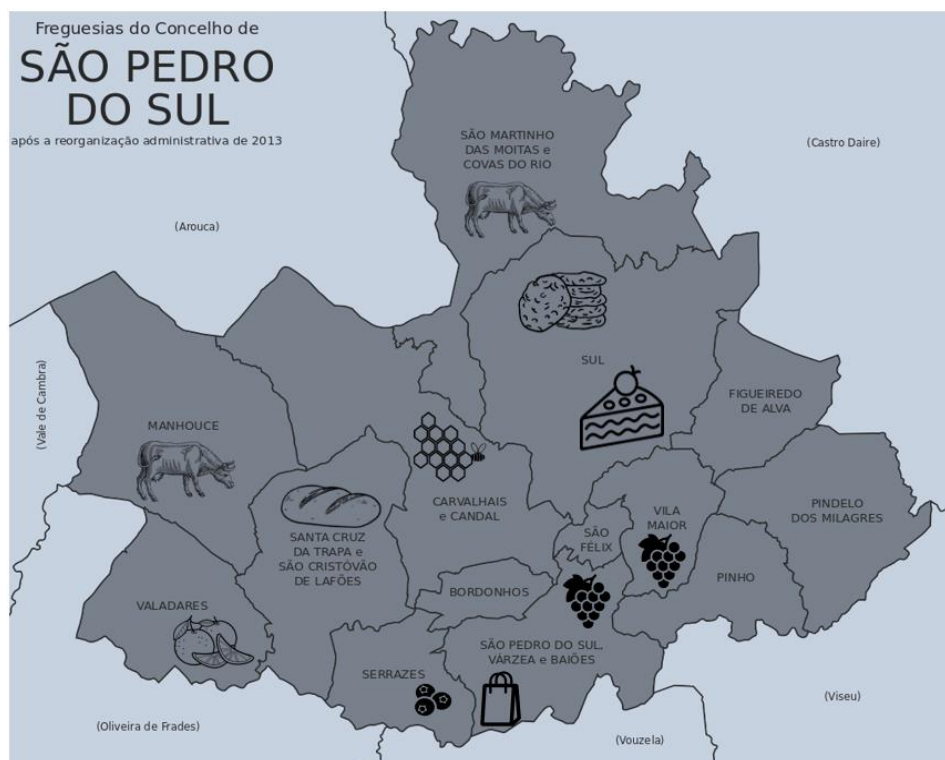 Freguesias do Concelho de
SÃO PEDRO
DO SUL
após a reorganização administrativa de 2013
SÃO MARTINHO
DAS MOITAS e
COVAS DO RIO
(Castro Daire)
(Arouca)
(Vale de Cambra)
SUL
FIGUEIREDO
DE ALVA
MANHOUCE
CARVALHAIS
e CANDAL
PINDELO
DOS MILAGRES
VILA
MAIOR
SÃO
FÉLIX
SANTA CRUZ
DA TRAPA e
SÃO CRISTÓVÃO
DE LAFÕES
PINHO
BORDONHOS
VALADARES
SÃO PEDRO DO SUL,
VÁRZEA e BAIÕES
SERRAZES
(Viseu)
(Oliveira de Frades)
(Vouzela)